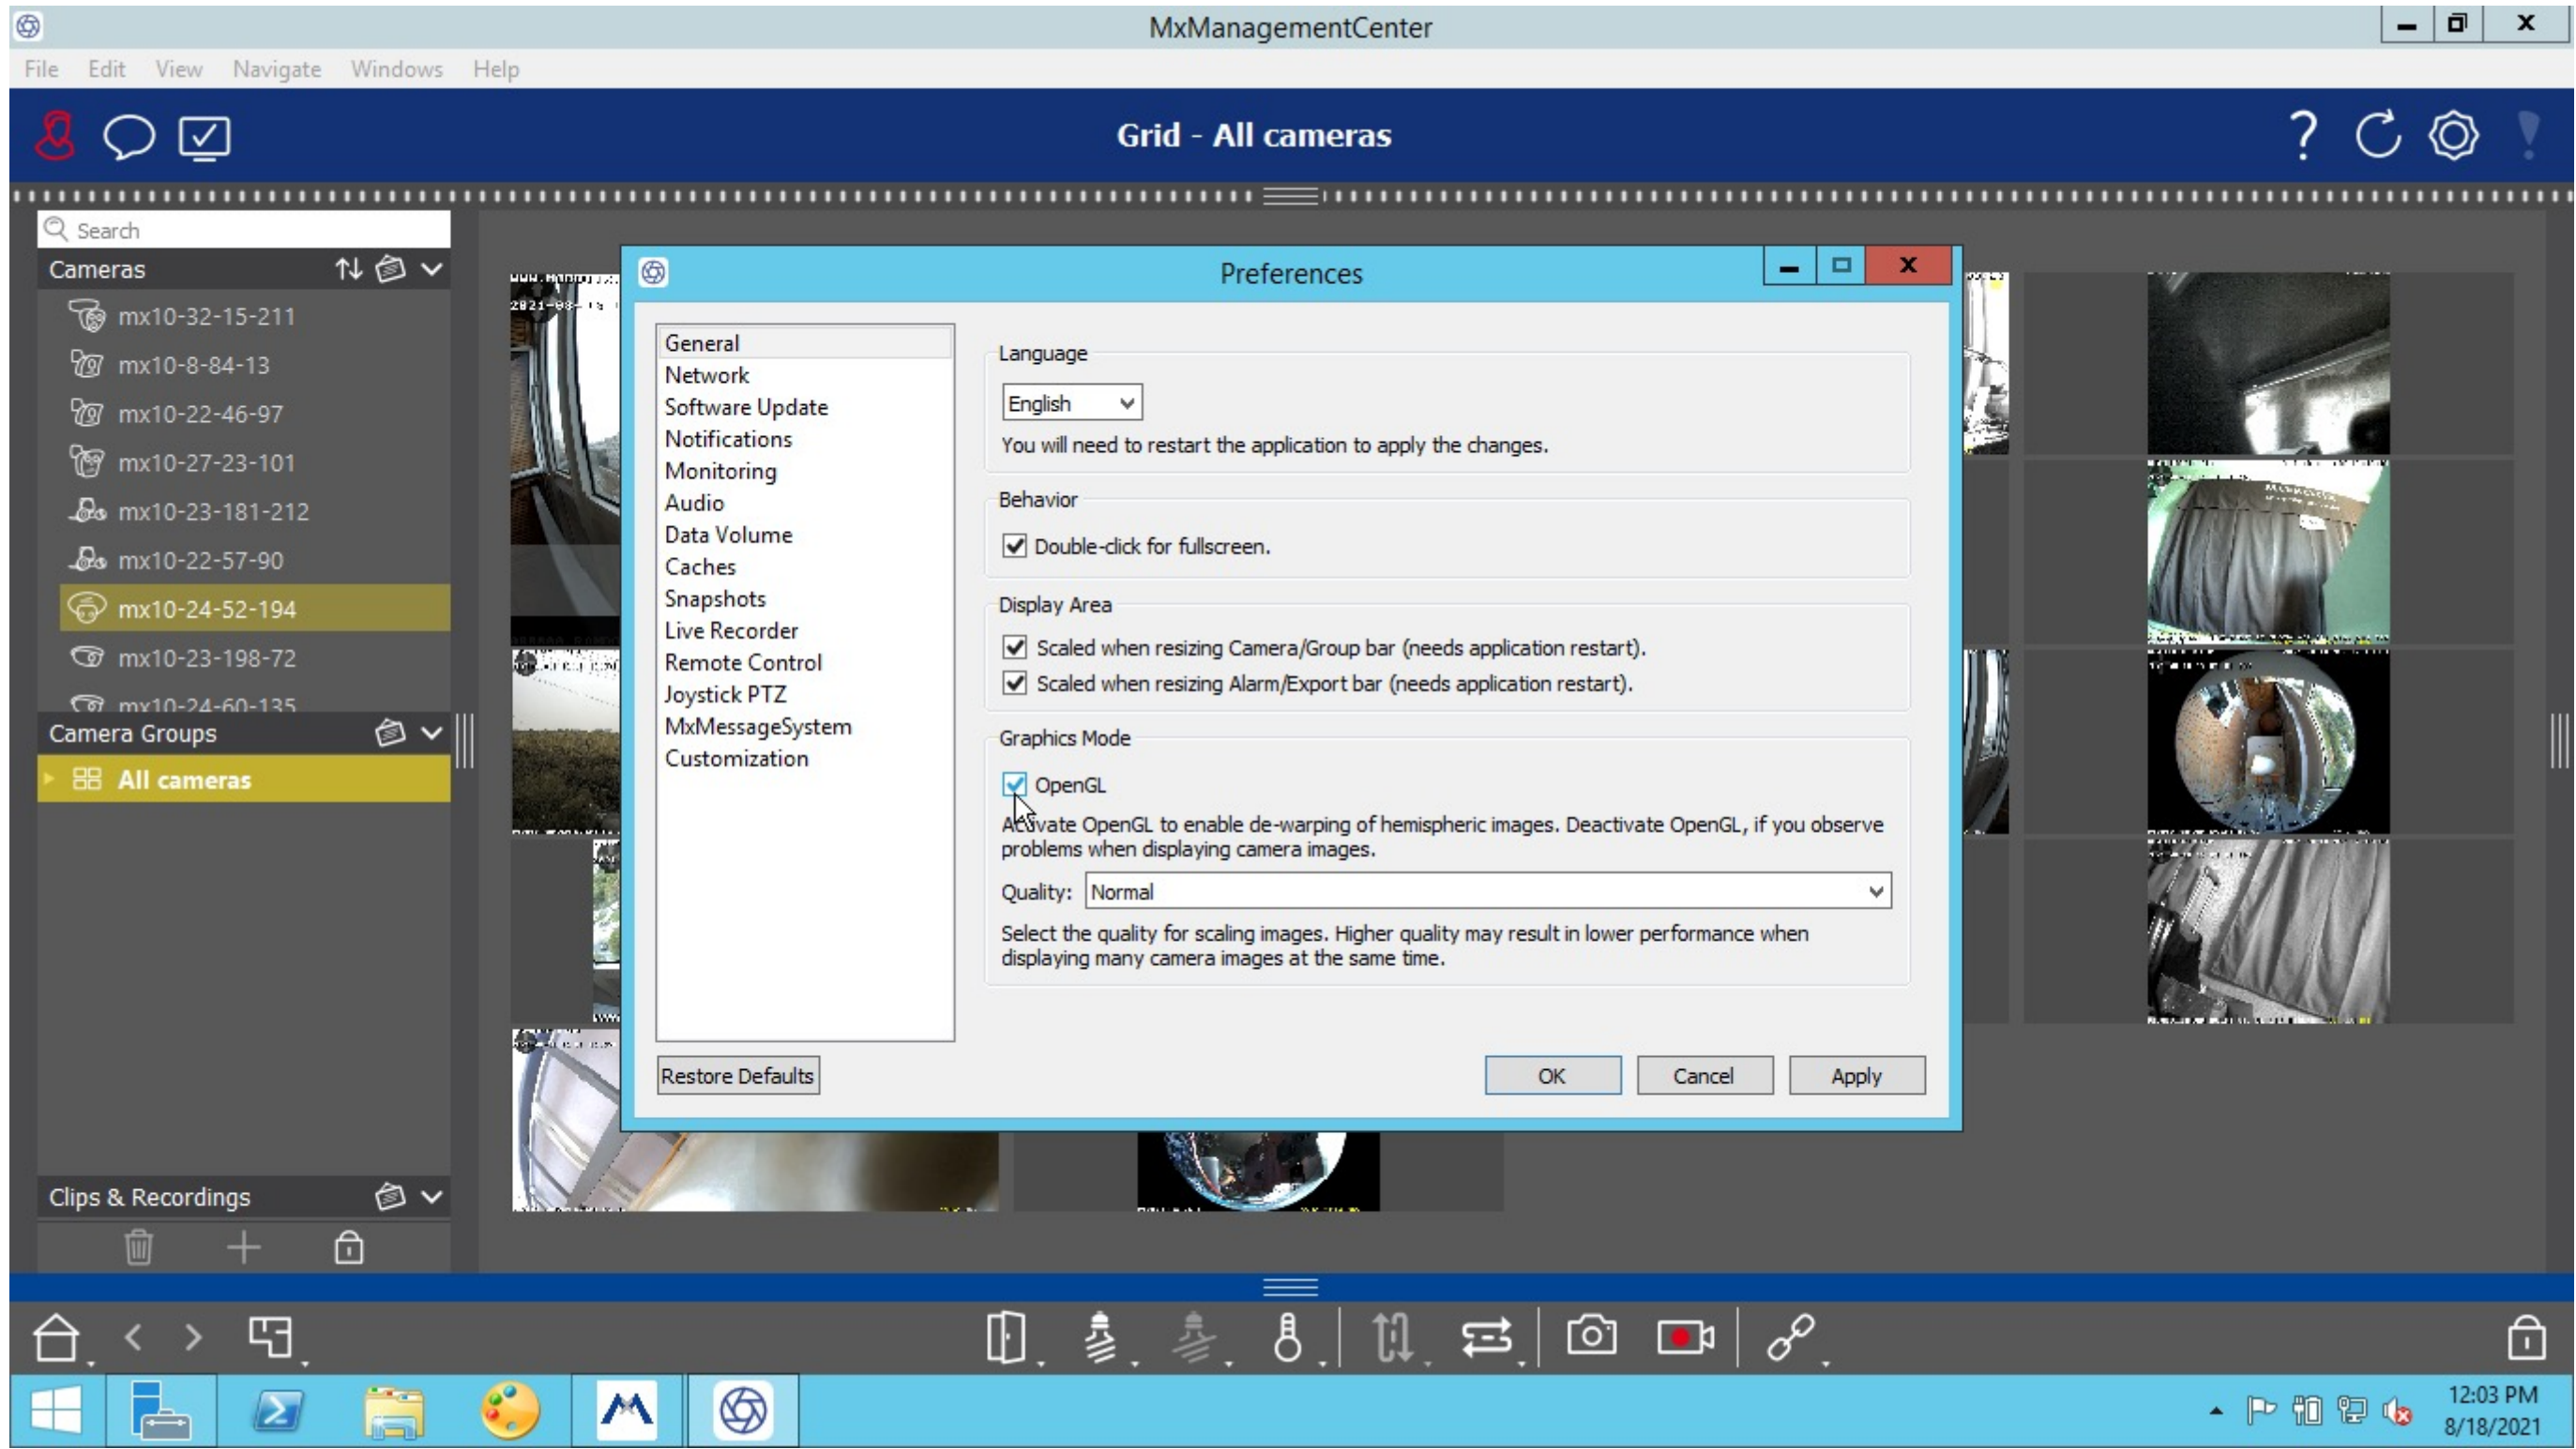 MxManagementCenter
File Edit View Navigate Windows Help
Grid - All cameras
Search
Cameras
mx10-32-15-211
mx10-8-84-13
mx10-22-46-97
mx10-27-23-101
mx10-23-181-212
mx10-22-57-90
mx10-24-52-194
mx10-23-198-72
mx10-24-60-135
Camera Groups
All cameras
Clips & Recordings
Preferences
General
Network
Software Update
Notifications
Monitoring
Audio
Data Volume
Caches
Snapshots
Live Recorder
Remote Control
Joystick PTZ
MxMessageSystem
Customization
Language
English
You will need to restart the application to apply the changes.
Behavior
Double-click for fullscreen.
Display Area
Scaled when resizing Camera/Group bar (needs application restart).
Scaled when resizing Alarm/Export bar (needs application restart).
Graphics Mode
OpenGL
Activate OpenGL to enable de-warping of hemispheric images. Deactivate OpenGL, if you observe
problems when displaying camera images.
Quality: Normal
Select the quality for scaling images. Higher quality may result in lower performance when
displaying many camera images at the same time.
Restore Defaults
OK Cancel Apply
12:03 PM
8/18/2021